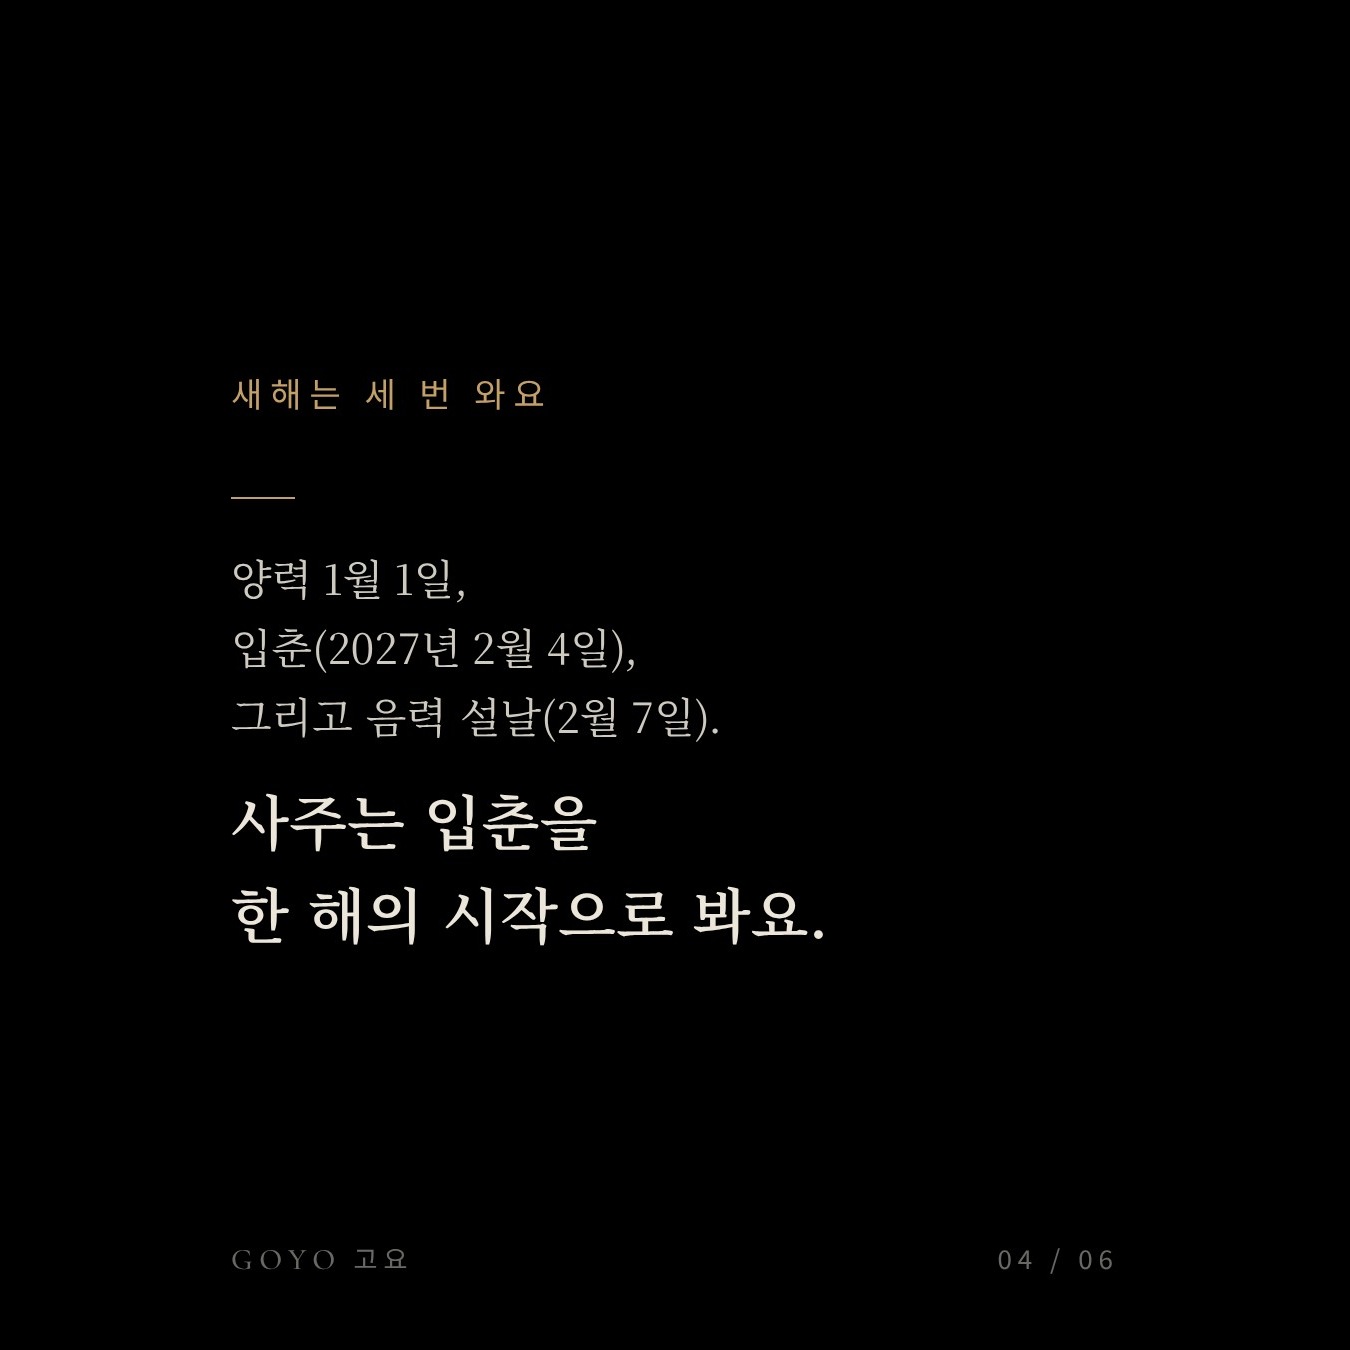 새해는 세 번 와요
양력 1월 1일,
입춘(2027년 2월 4일),
그리고 음력 설날(2월 7일).
사주는 입춘을
한 해의 시작으로 봐요.
GOYO 고요
04 / 06